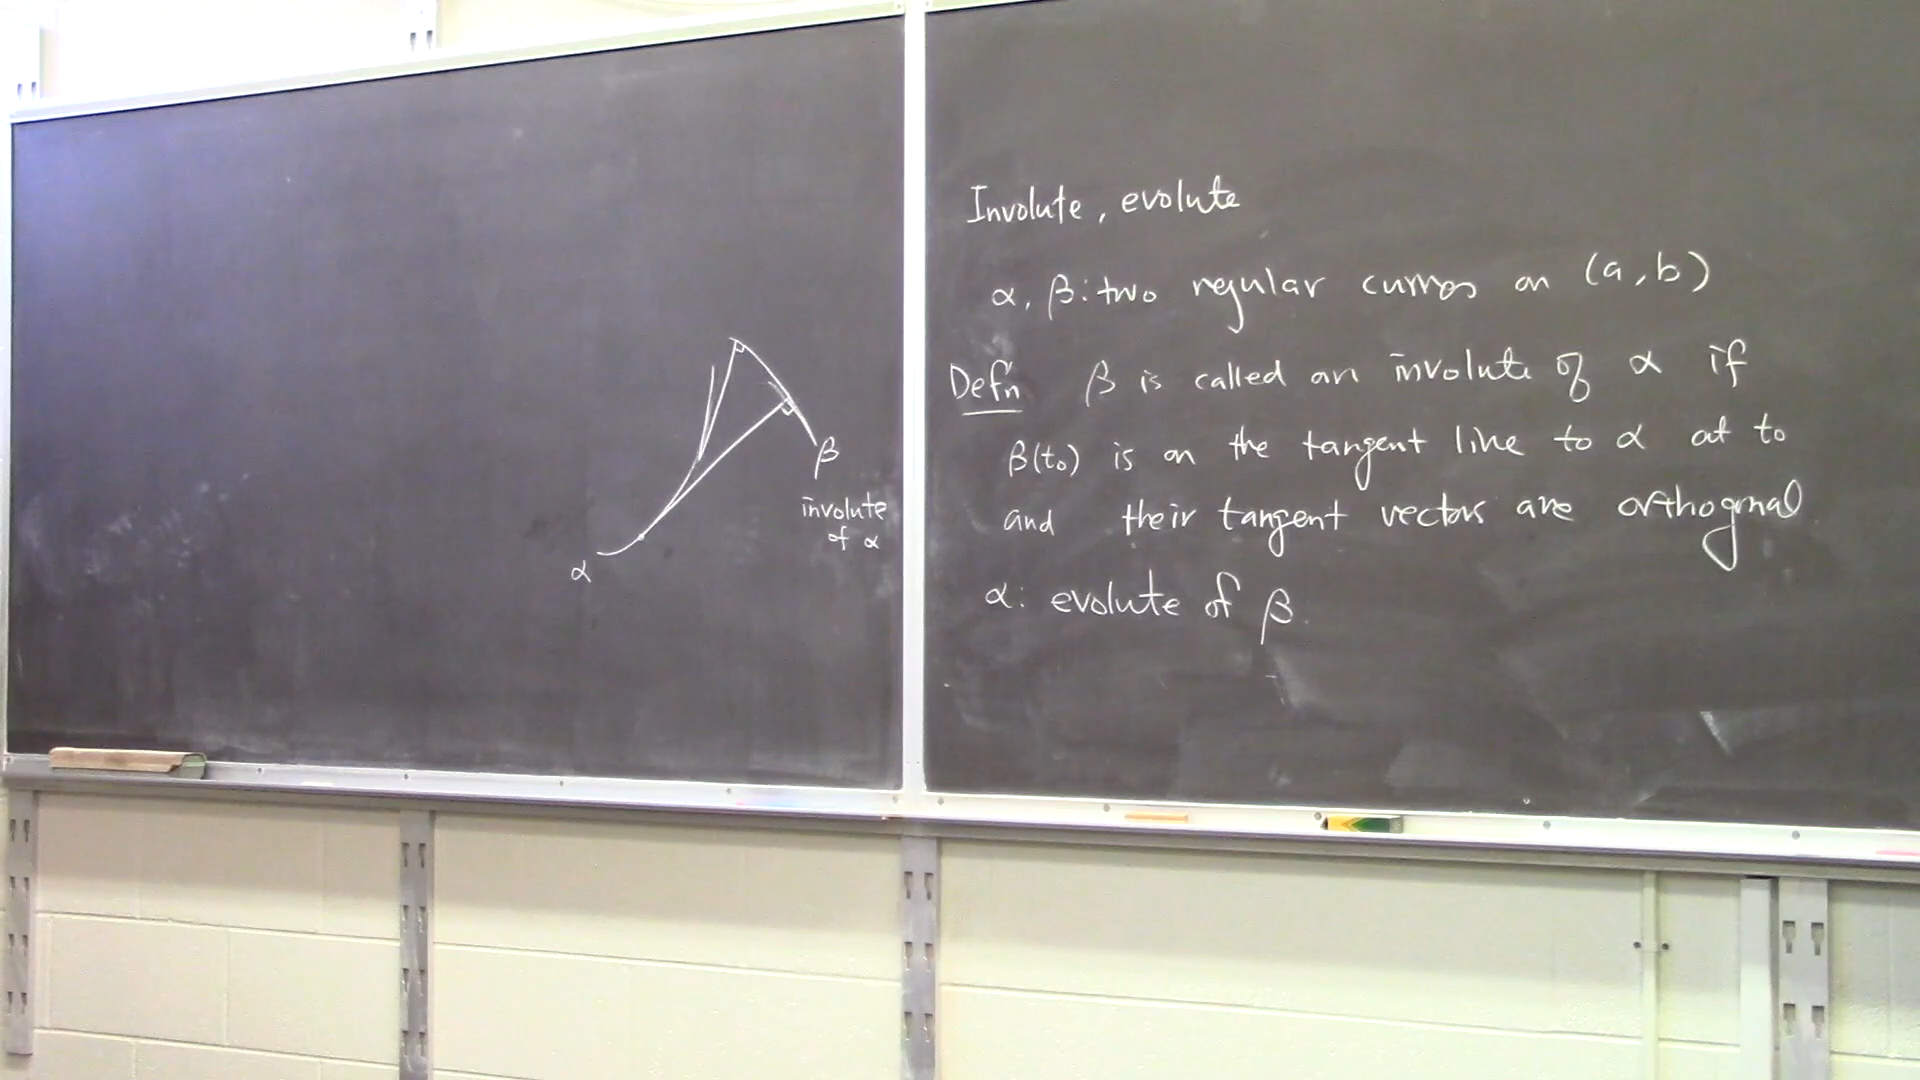 β
involute
of α
α
Involute, evolute
α, β: two regular curves on (a, b)
Def'n β is called an involute of α if
β(t₀) is on the tangent line to α at t₀
and their tangent vectors are orthogonal
α: evolute of β.